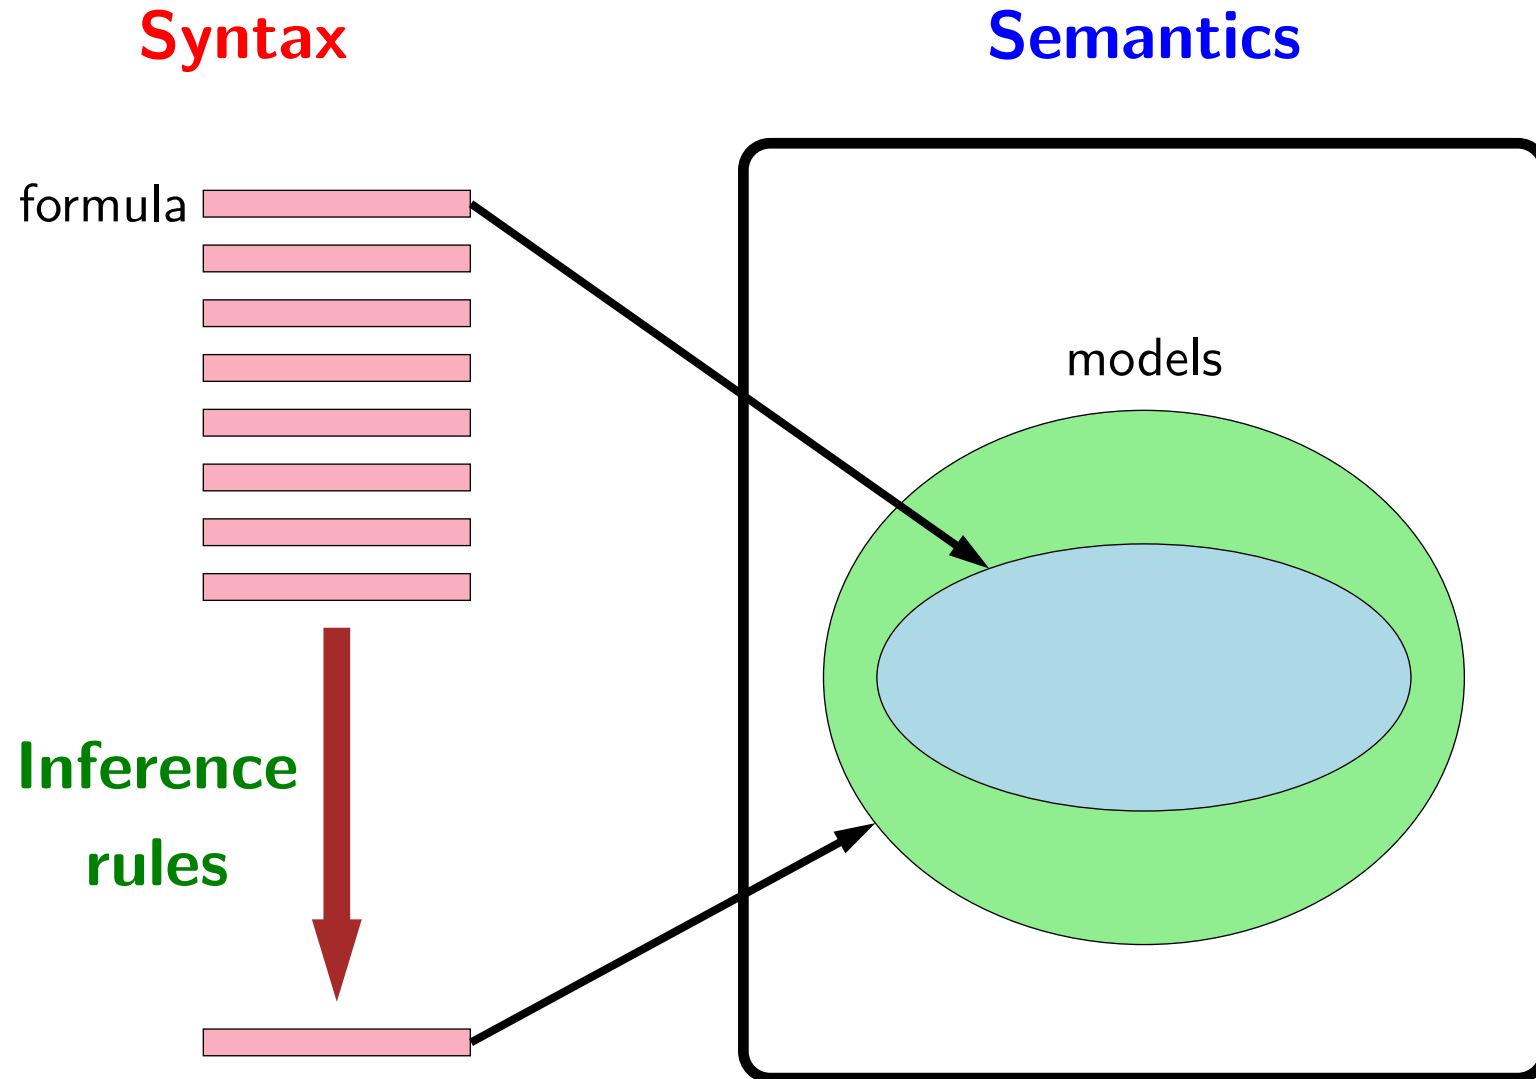 Syntax
Semantics
formula
models
Inference
rules